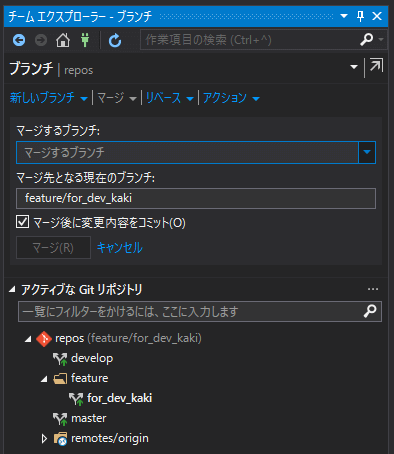 チーム エクスプローラー - ブランチ
作業項目の検索 (Ctrl+^)
ブランチ | repos
新しいブランチ | マージ | リベース | アクション
マージするブランチ:
マージするブランチ
マージ先となる現在のブランチ:
feature/for_dev_kaki
マージ後に変更内容をコミット(O)
マージ(R) キャンセル
アクティブな Git リポジトリ ...
一覧にフィルターをかけるには、ここに入力します
repos (feature/for_dev_kaki)
develop
feature
for_dev_kaki
master
remotes/origin